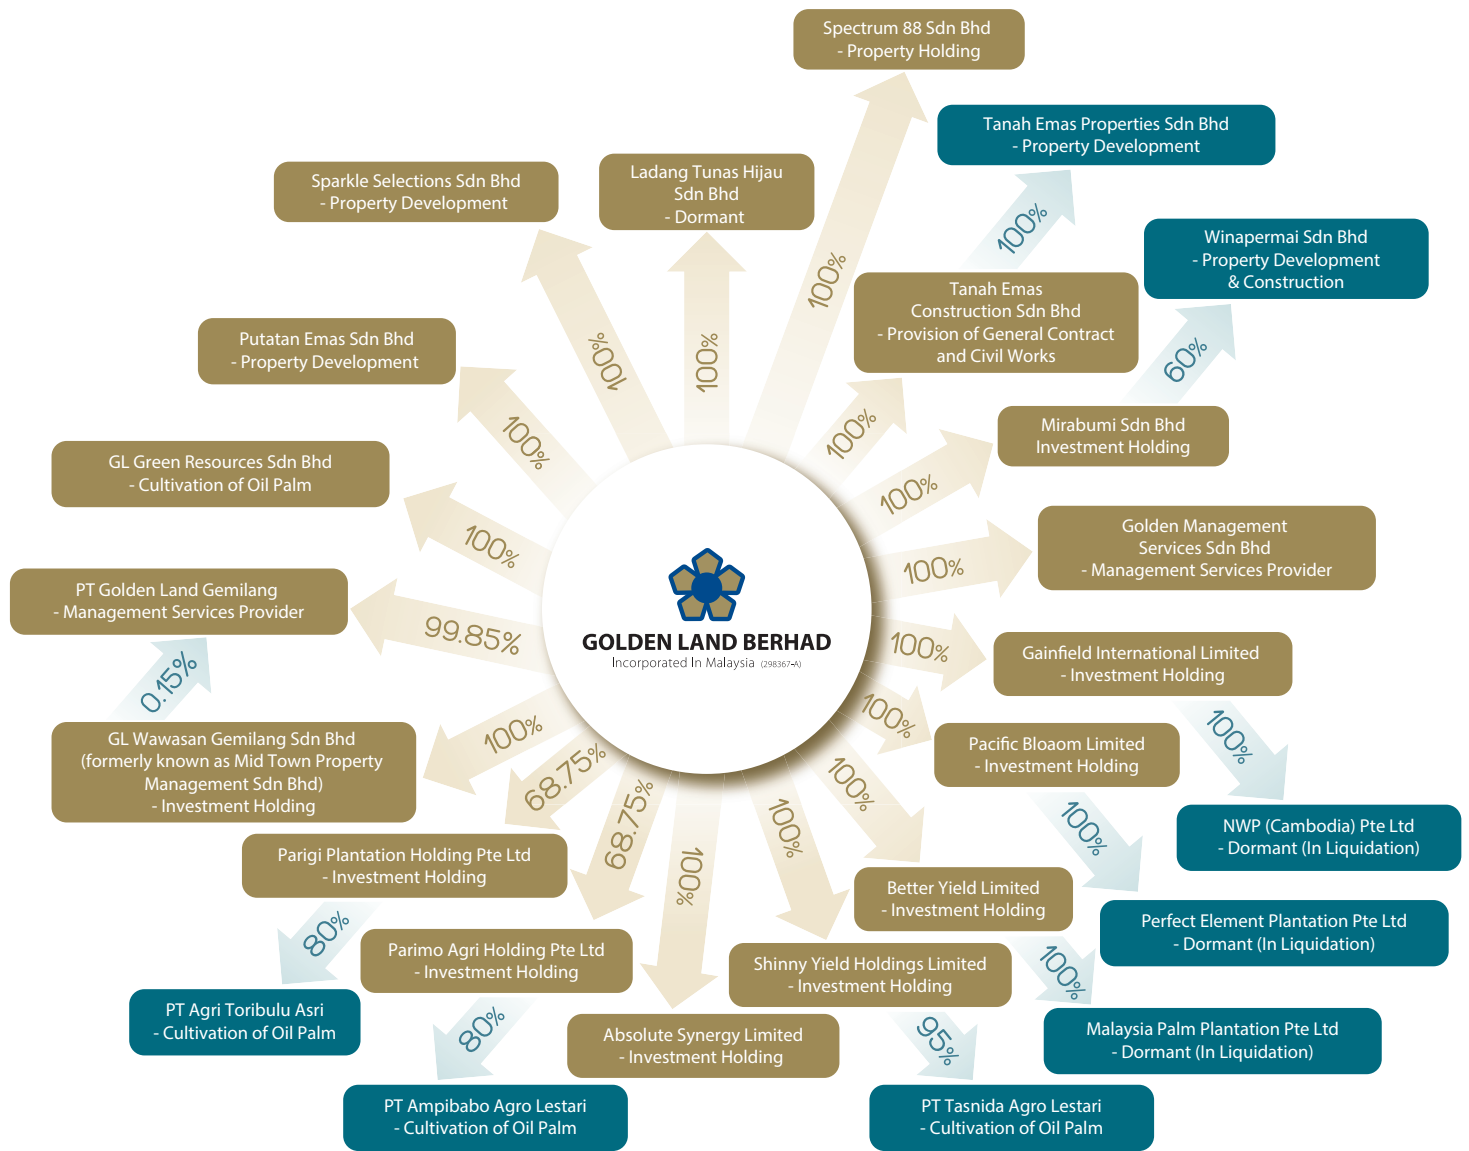 Spectrum 88 Sdn Bhd
- Property Holding
100%
Tanah Emas Properties Sdn Bhd
- Property Development
100%
Sparkle Selections Sdn Bhd
- Property Development
100%
Ladang Tunas Hijau
Sdn Bhd
- Dormant
100%
Winapermai Sdn Bhd
- Property Development
& Construction
60%
Tanah Emas
Construction Sdn Bhd
- Provision of General Contract
and Civil Works
100%
Putatan Emas Sdn Bhd
- Property Development
100%
Mirabumi Sdn Bhd
Investment Holding
100%
GL Green Resources Sdn Bhd
- Cultivation of Oil Palm
100%
Golden Management
Services Sdn Bhd
- Management Services Provider
100%
PT Golden Land Gemilang
- Management Services Provider
99.85%
0.15%
GOLDEN LAND BERHAD
Incorporated In Malaysia (298367-A)
Gainfield International Limited
- Investment Holding
100%
100%
GL Wawasan Gemilang Sdn Bhd
(formerly known as Mid Town Property
Management Sdn Bhd)
- Investment Holding
100%
Pacific Bloaom Limited
- Investment Holding
100%
100%
NWP (Cambodia) Pte Ltd
- Dormant (In Liquidation)
Parigi Plantation Holding Pte Ltd
- Investment Holding
68.75%
80%
Better Yield Limited
- Investment Holding
100%
100%
Perfect Element Plantation Pte Ltd
- Dormant (In Liquidation)
Parimo Agri Holding Pte Ltd
- Investment Holding
68.75%
80%
Shinny Yield Holdings Limited
- Investment Holding
100%
95%
PT Agri Toribulu Asri
- Cultivation of Oil Palm
Absolute Synergy Limited
- Investment Holding
100%
Malaysia Palm Plantation Pte Ltd
- Dormant (In Liquidation)
PT Ampibabo Agro Lestari
- Cultivation of Oil Palm
PT Tasnida Agro Lestari
- Cultivation of Oil Palm